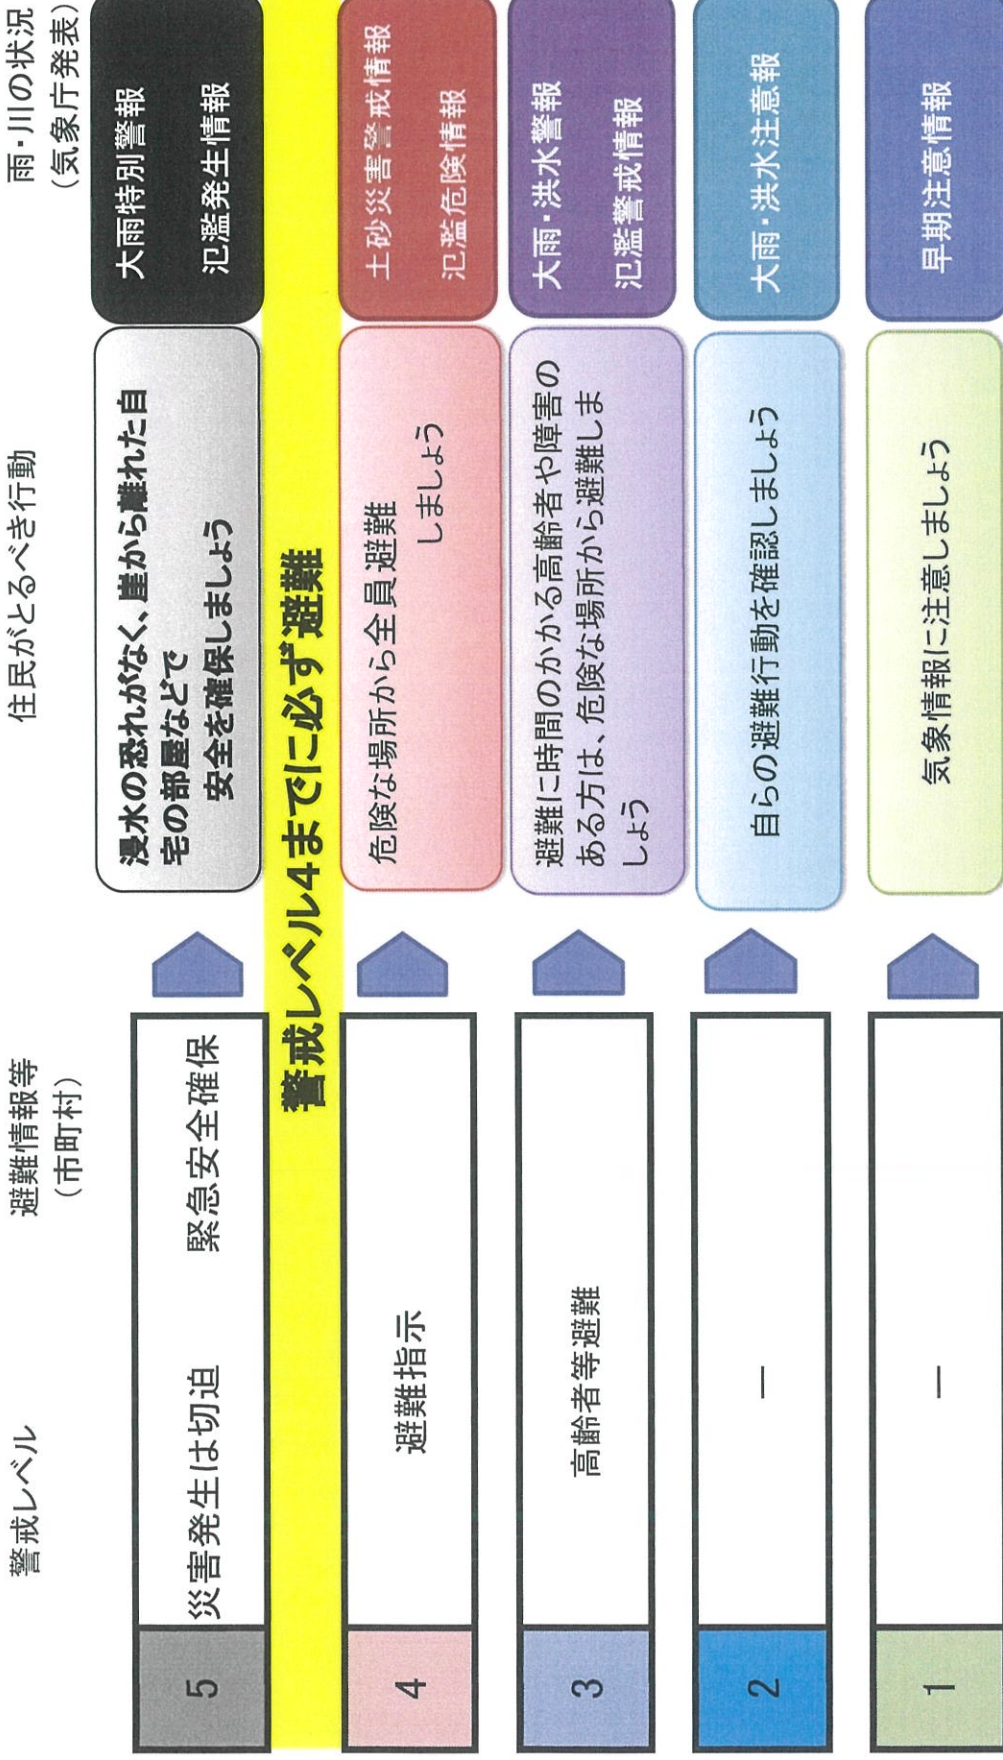 警戒レベル
避難情報等
(市町村)
住民がとるべき行動
雨・川の状況
(気象庁発表)
5
災害発生は切迫 緊急安全確保
浸水の恐れがなく、崖から離れた自
宅の部屋などで
安全を確保しましょう
大雨特別警報
氾濫発生情報
警戒レベル4までに必ず避難
4
避難指示
危険な場所から全員避難
しましょう
土砂災害警戒情報
氾濫危険情報
3
高齢者等避難
避難に時間のかかる高齢者や障害の
ある方は、危険な場所から避難しま
しょう
大雨・洪水警報
氾濫警戒情報
2
―
自らの避難行動を確認しましょう
大雨・洪水注意報
1
―
気象情報に注意しましょう
早期注意情報